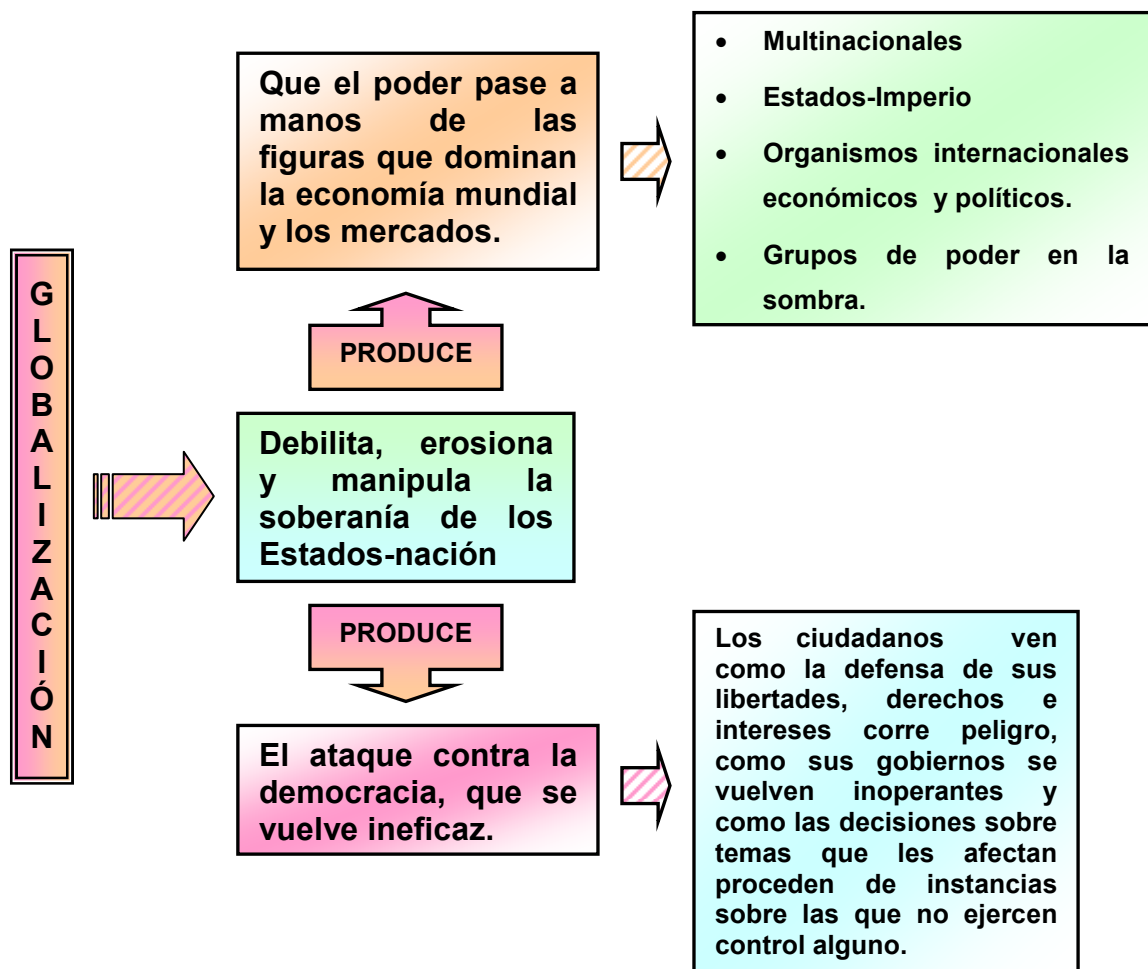 GLOBALIZACIÓN
Que el poder pase a
manos de las
figuras que dominan
la economía mundial
y los mercados.
• Multinacionales
• Estados-Imperio
• Organismos internacionales
económicos y políticos.
• Grupos de poder en la
sombra.
PRODUCE
Debilita, erosiona
y manipula la
soberanía de los
Estados-nación
PRODUCE
El ataque contra la
democracia, que se
vuelve ineficaz.
Los ciudadanos ven
como la defensa de sus
libertades, derechos e
intereses corre peligro,
como sus gobiernos se
vuelven inoperantes y
como las decisiones sobre
temas que les afectan
proceden de instancias
sobre las que no ejercen
control alguno.